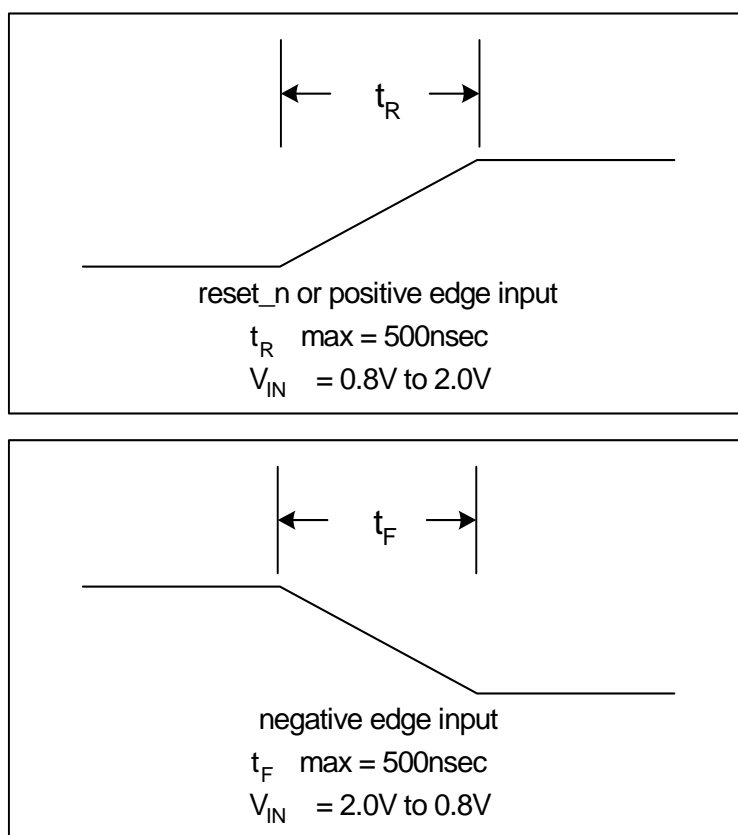 tR
reset_n or positive edge input
tR max = 500nsec
VIN = 0.8V to 2.0V
tF
negative edge input
tF max = 500nsec
VIN = 2.0V to 0.8V